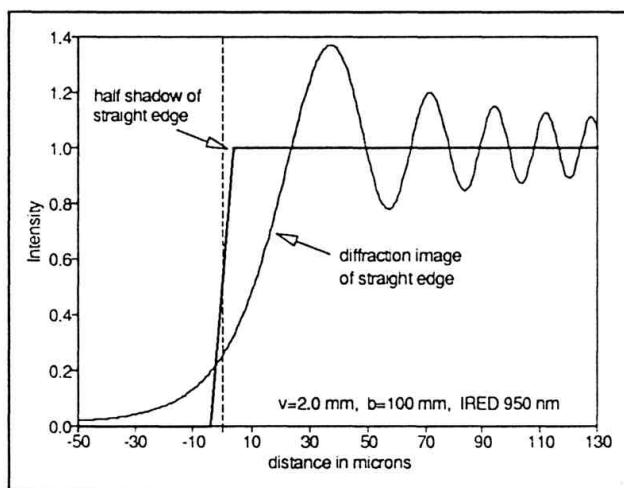 1.4
1.2
1.0
0.8
0.6
0.4
0.2
0.0
Intensity
half shadow of
straight edge
diffraction image
of straight edge
v=2.0 mm, b=100 mm, IRED 950 nm
-50 -30 -10 10 30 50 70 90 110 130
distance in microns